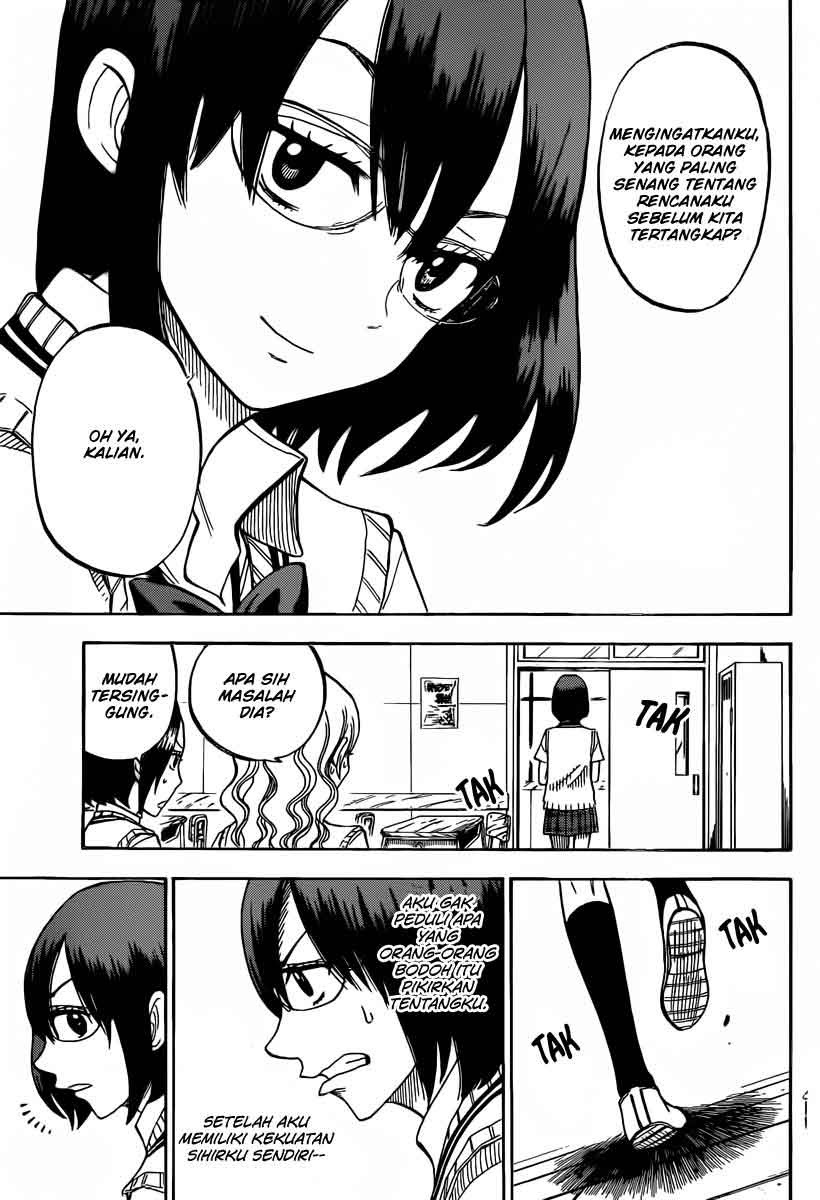 MENGINGATKANKU,
KEPADA ORANG
YANG PALING
SENANG TENTANG
RENCANAKU
SEBELUM KITA
TERTANGKAP?
OH YA,
KALIAN.
TAK
APA SIH
MASALAH
DIA?
MUDAH
TERSING-
GUNG.
TAK
TAK
TAK
AKU GAK
PEDULI APA
YANG
ORANG-ORANG
BODOH ITU
PIKIRKAN
TENTANGKU.
SETELAH AKU
MEMILIKI KEKUATAN
SIHIRKU SENDIRI--